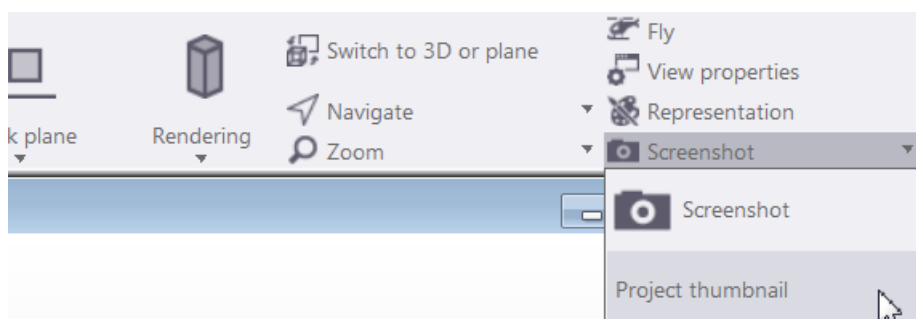 Fly
Switch to 3D or plane
View properties
Navigate
Representation
k plane
Rendering
Zoom
Screenshot
Screenshot
Project thumbnail